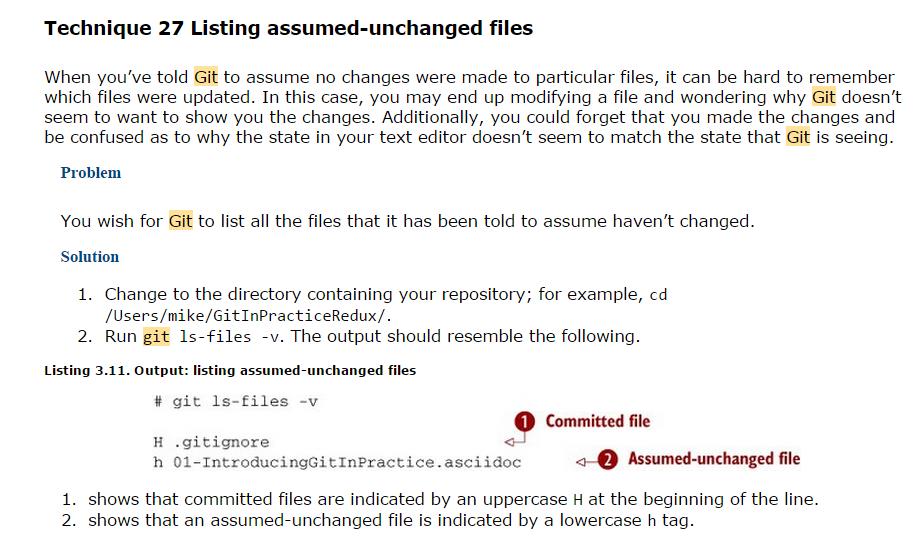 Technique 27 Listing assumed-unchanged files
When you’ve told Git to assume no changes were made to particular files, it can be hard to remember
which files were updated. In this case, you may end up modifying a file and wondering why Git doesn’t
seem to want to show you the changes. Additionally, you could forget that you made the changes and
be confused as to why the state in your text editor doesn’t seem to match the state that Git is seeing.
Problem
You wish for Git to list all the files that it has been told to assume haven’t changed.
Solution
1. Change to the directory containing your repository; for example, cd
/Users/mike/GitInPracticeRedux/.
2. Run git ls-files -v. The output should resemble the following.
Listing 3.11. Output: listing assumed-unchanged files
# git ls-files -v
1 Committed file
H .gitignore
h 01-IntroducingGitInPractice.asciidoc 2 Assumed-unchanged file
1. shows that committed files are indicated by an uppercase H at the beginning of the line.
2. shows that an assumed-unchanged file is indicated by a lowercase h tag.